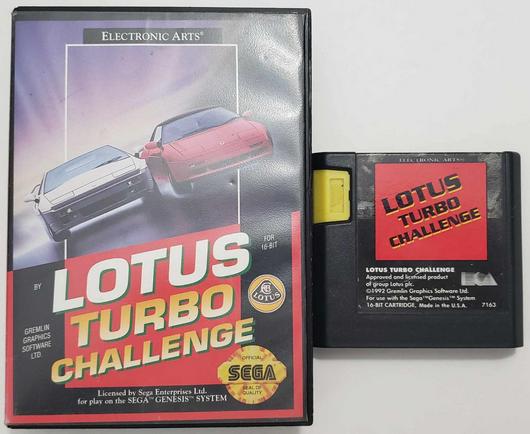 ELECTRONIC ARTS®
FOR
16-BIT
BY
LOTUS
TURBO
CHALLENGE
LOTUS
GREMLIN
GRAPHICS
SOFTWARE
LTD.
OFFICIAL
SEGA
SEAL OF
QUALITY
Licensed by Sega Enterprises Ltd.
for play on the SEGA™ GENESIS™ SYSTEM
ELECTRONIC ARTS®
LOTUS
TURBO
CHALLENGE
LOTUS TURBO CHALLENGE
Approved and licensed product
of group Lotus plc.
©1992 Gremlin Graphics Software Ltd.
For use with the Sega™Genesis™ System
16-BIT CARTRIDGE, Made in the U.S.A.
7163